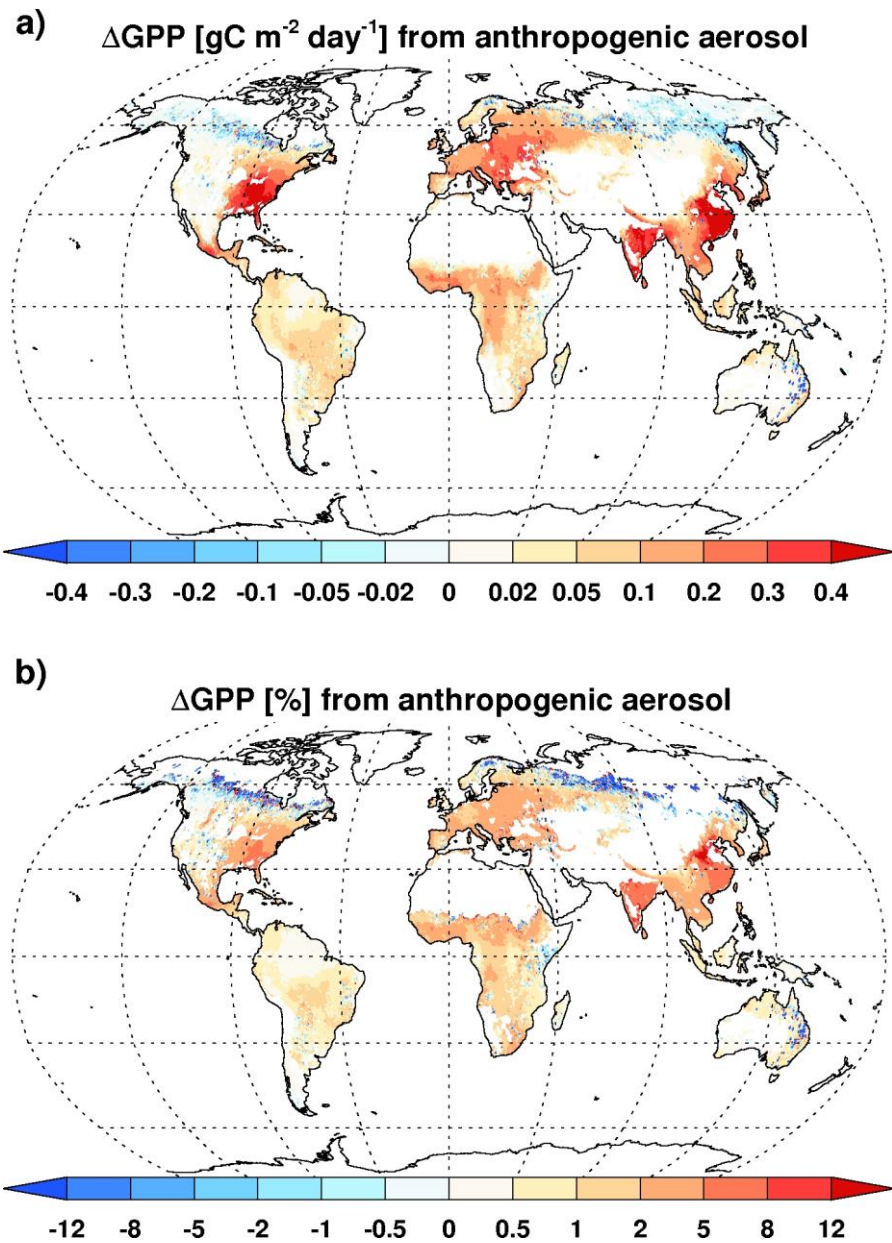 a)
ΔGPP [gC m⁻² day⁻¹] from anthropogenic aerosol
-0.4 -0.3 -0.2 -0.1 -0.05 -0.02 0 0.02 0.05 0.1 0.2 0.3 0.4
b)
ΔGPP [%] from anthropogenic aerosol
-12 -8 -5 -2 -1 -0.5 0 0.5 1 2 5 8 12